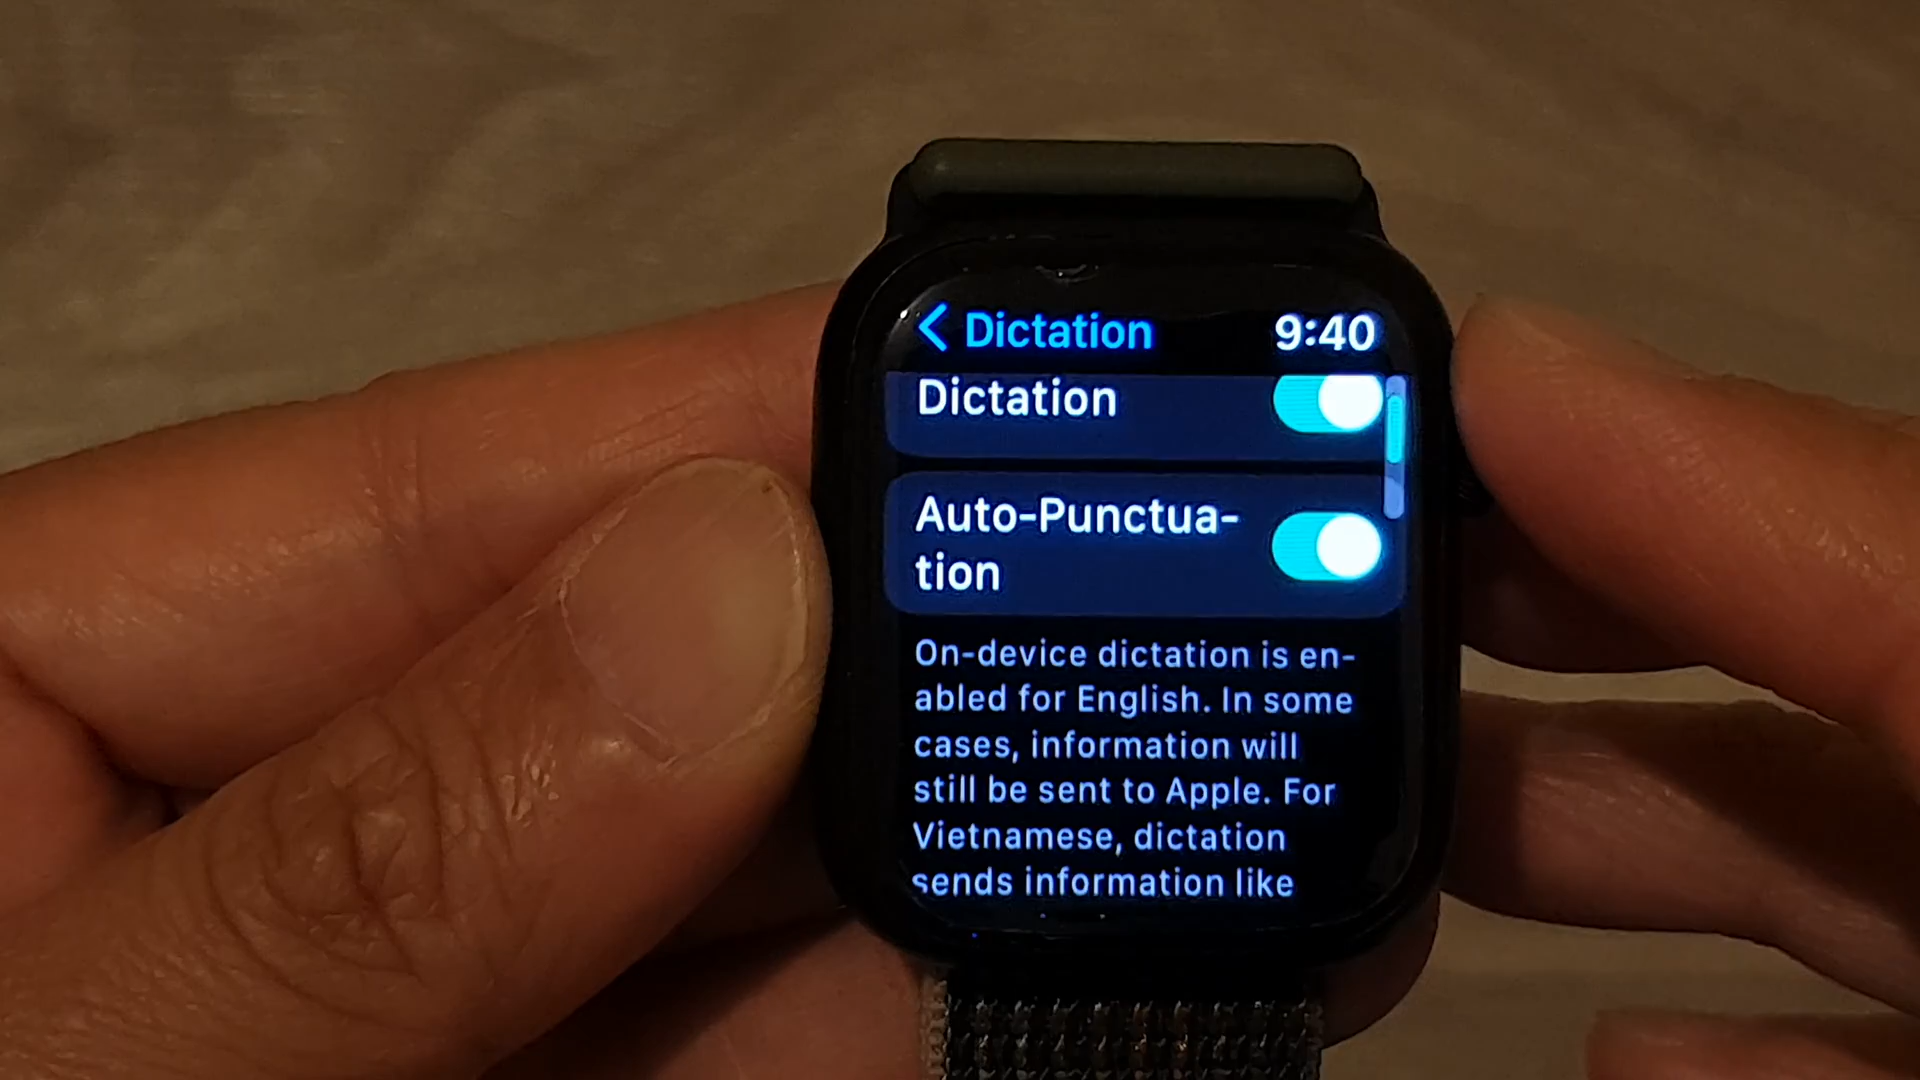 Dictation 9:40
Dictation
Auto-Punctua-
tion
On-device dictation is en-
abled for English. In some
cases, information will
still be sent to Apple. For
Vietnamese, dictation
sends information like